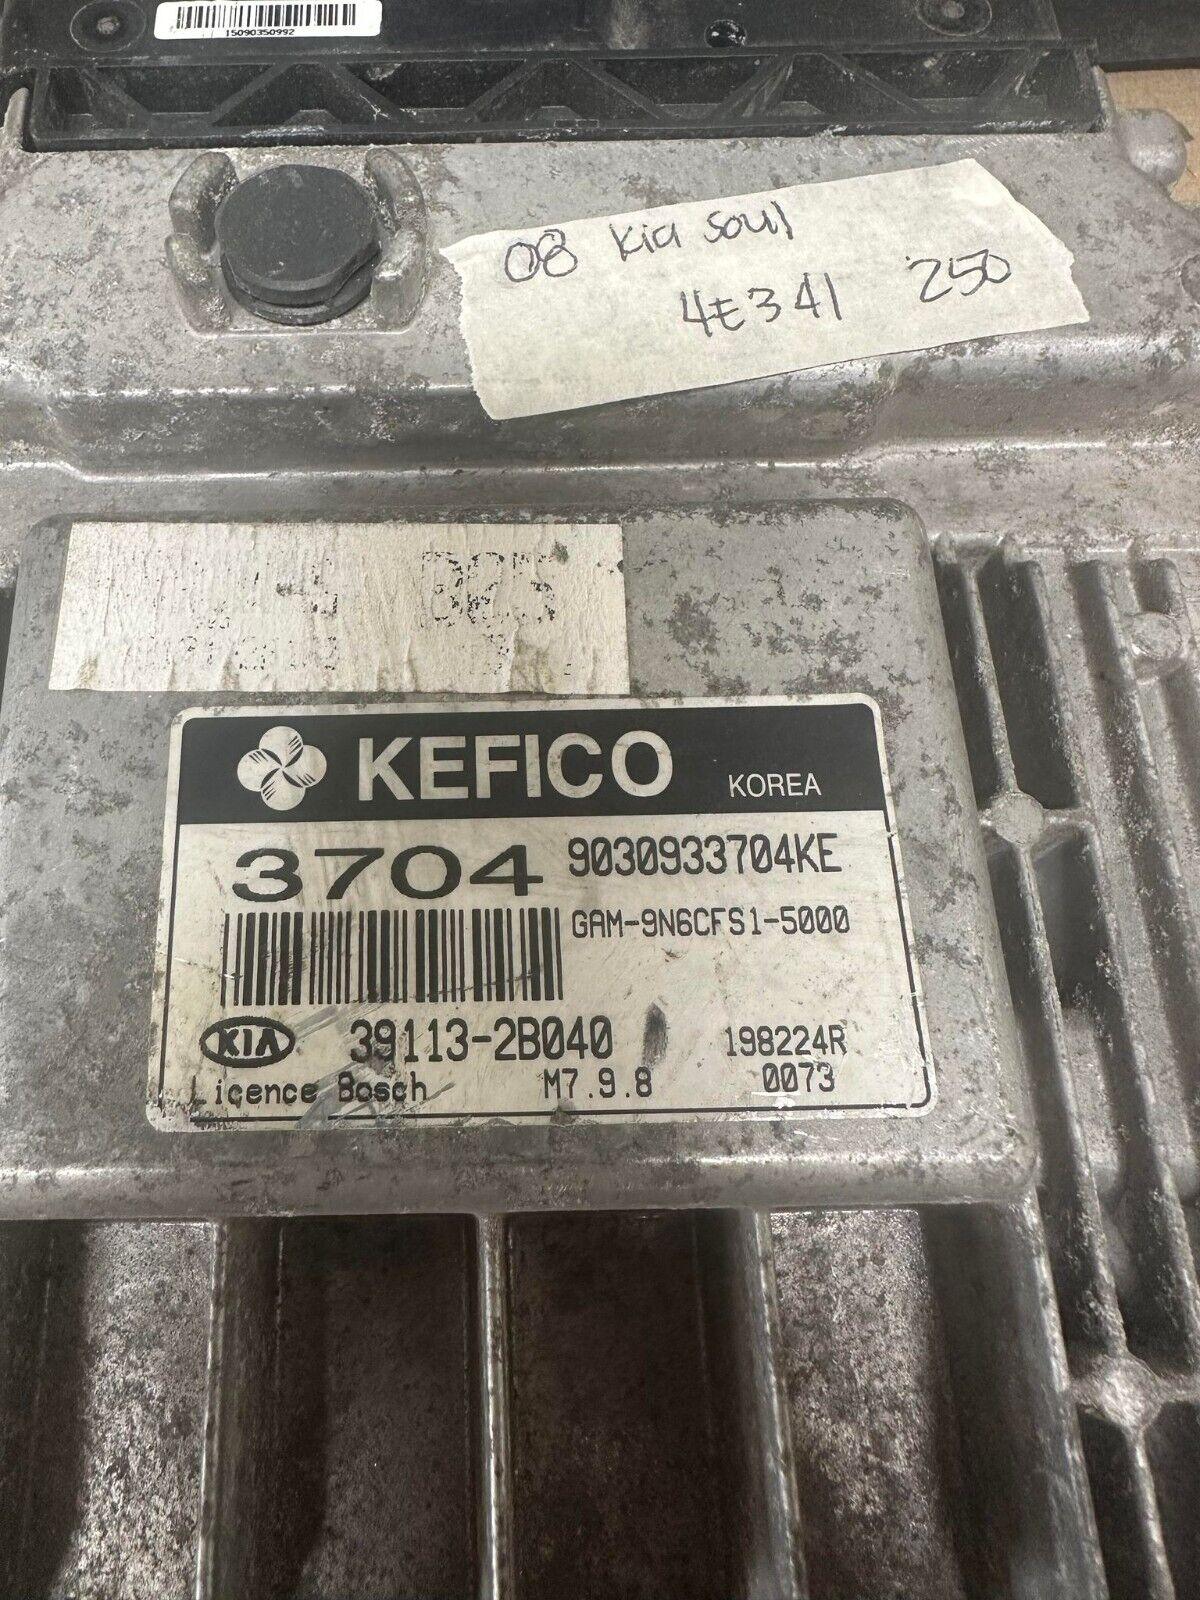 15090350992
08 Kia Soul
4E341 250
B25
KEFICO KOREA
3704 9030933704KE
GAM-9N6CFS1-5000
KIA 39113-2B040 198224R
Licence Bosch M7.9.8 0073